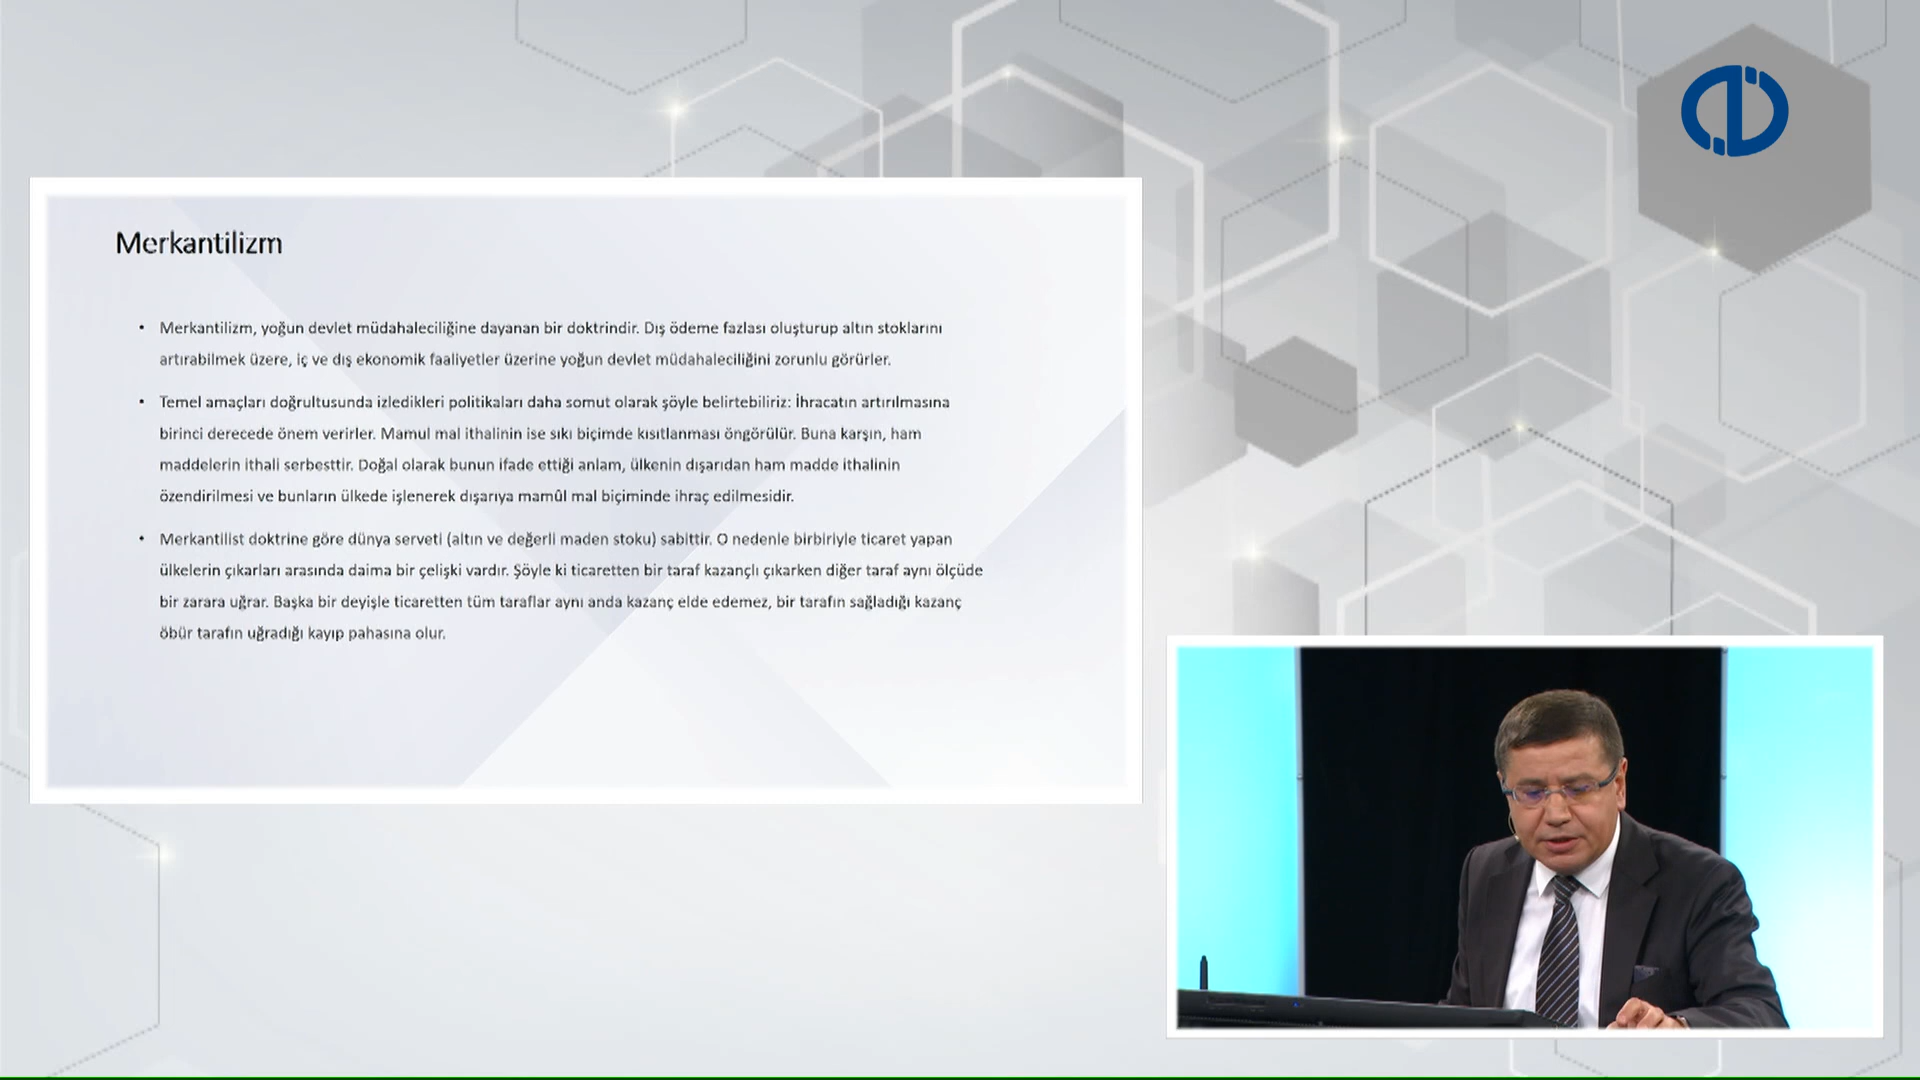 Merkantilizm
• Merkantilizm, yoğun devlet müdahaleciliğine dayanan bir doktrindir. Dış ödeme fazlası oluşturup altın stoklarını
artırabilmek üzere, iç ve dış ekonomik faaliyetler üzerine yoğun devlet müdahaleciliğini zorunlu görürler.
• Temel amaçları doğrultusunda izledikleri politikaları daha somut olarak şöyle belirtebiliriz: İhracatın artırılmasına
birinci derecede önem verirler. Mamul mal ithalinin ise sıkı biçimde kısıtlanması öngörülür. Buna karşın, ham
maddelerin ithali serbesttir. Doğal olarak bunun ifade ettiği anlam, ülkenin dışarıdan ham madde ithalinin
özendirilmesi ve bunların ülkede işlenerek dışarıya mamûl mal biçiminde ihraç edilmesidir.
• Merkantilist doktrine göre dünya serveti (altın ve değerli maden stoku) sabittir. O nedenle birbiriyle ticaret yapan
ülkelerin çıkarları arasında daima bir çelişki vardır. Şöyle ki ticaretten bir taraf kazançlı çıkarken diğer taraf aynı ölçüde
bir zarara uğrar. Başka bir deyişle ticaretten tüm taraflar aynı anda kazanç elde edemez, bir tarafın sağladığı kazanç
öbür tarafın uğradığı kayıp pahasına olur.